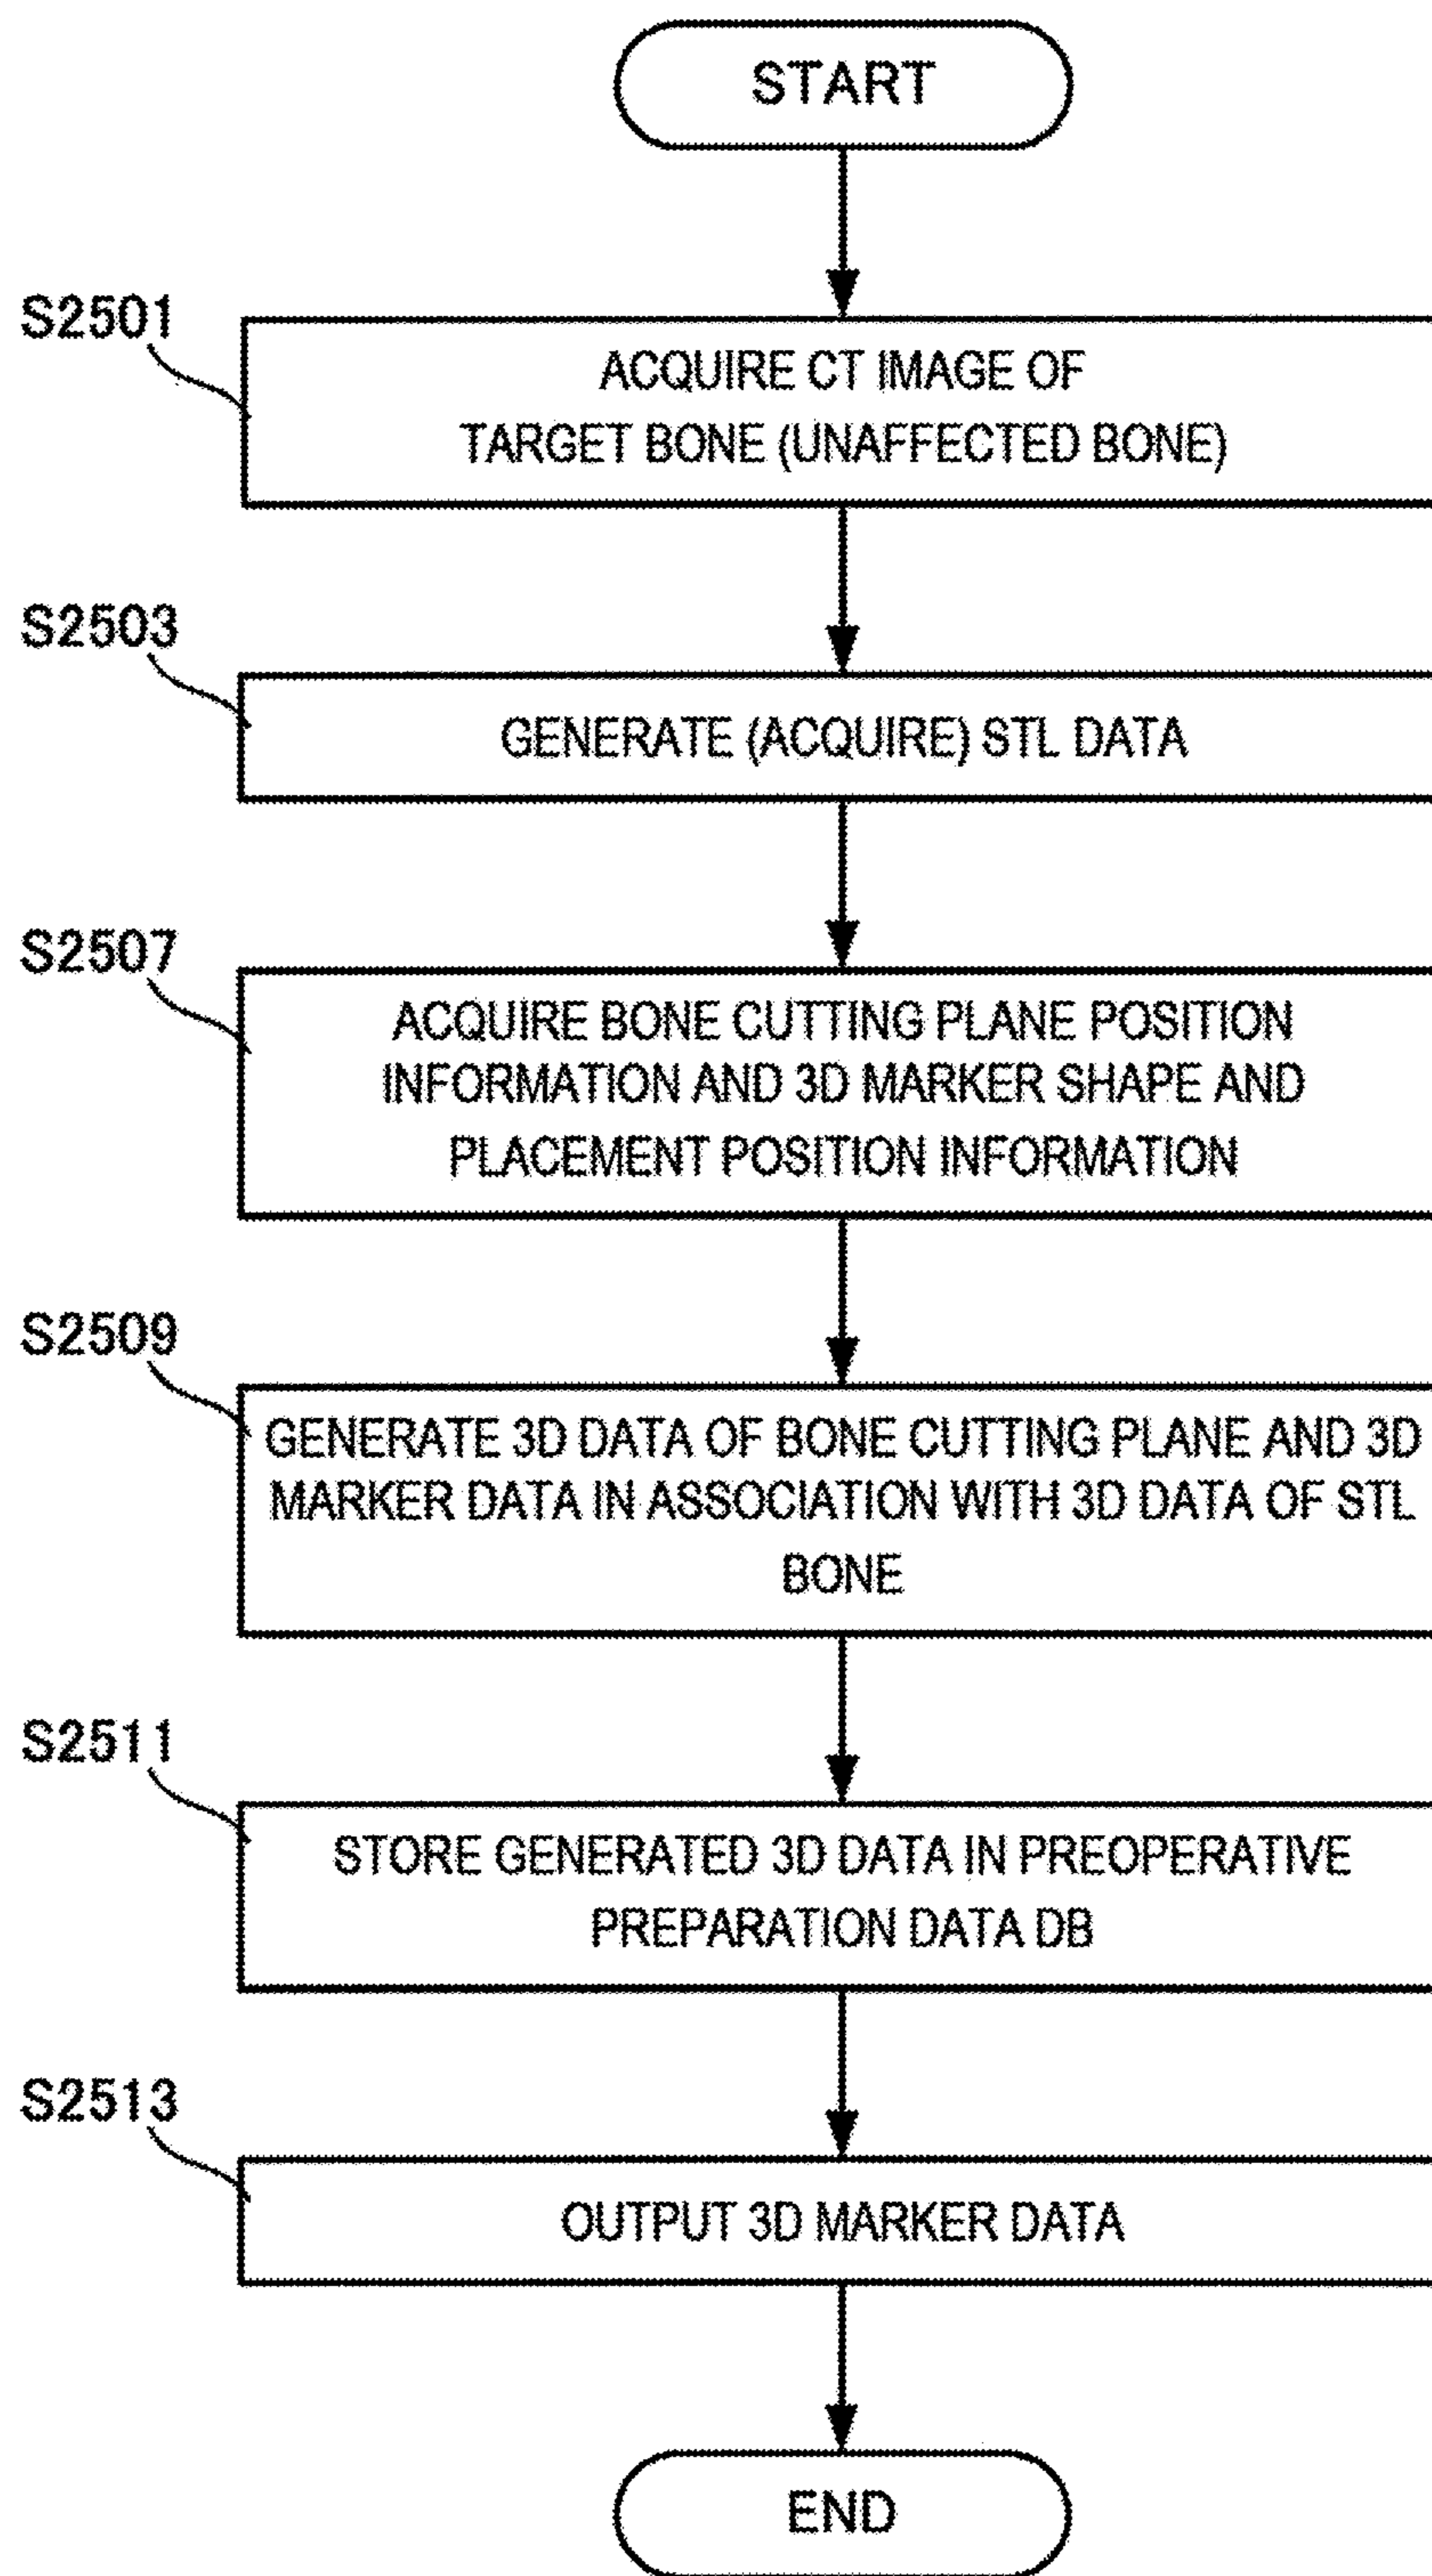 START
S2501
ACQUIRE CT IMAGE OF
TARGET BONE (UNAFFECTED BONE)
S2503
GENERATE (ACQUIRE) STL DATA
S2507
ACQUIRE BONE CUTTING PLANE POSITION
INFORMATION AND 3D MARKER SHAPE AND
PLACEMENT POSITION INFORMATION
S2509
GENERATE 3D DATA OF BONE CUTTING PLANE AND 3D
MARKER DATA IN ASSOCIATION WITH 3D DATA OF STL
BONE
S2511
STORE GENERATED 3D DATA IN PREOPERATIVE
PREPARATION DATA DB
S2513
OUTPUT 3D MARKER DATA
END